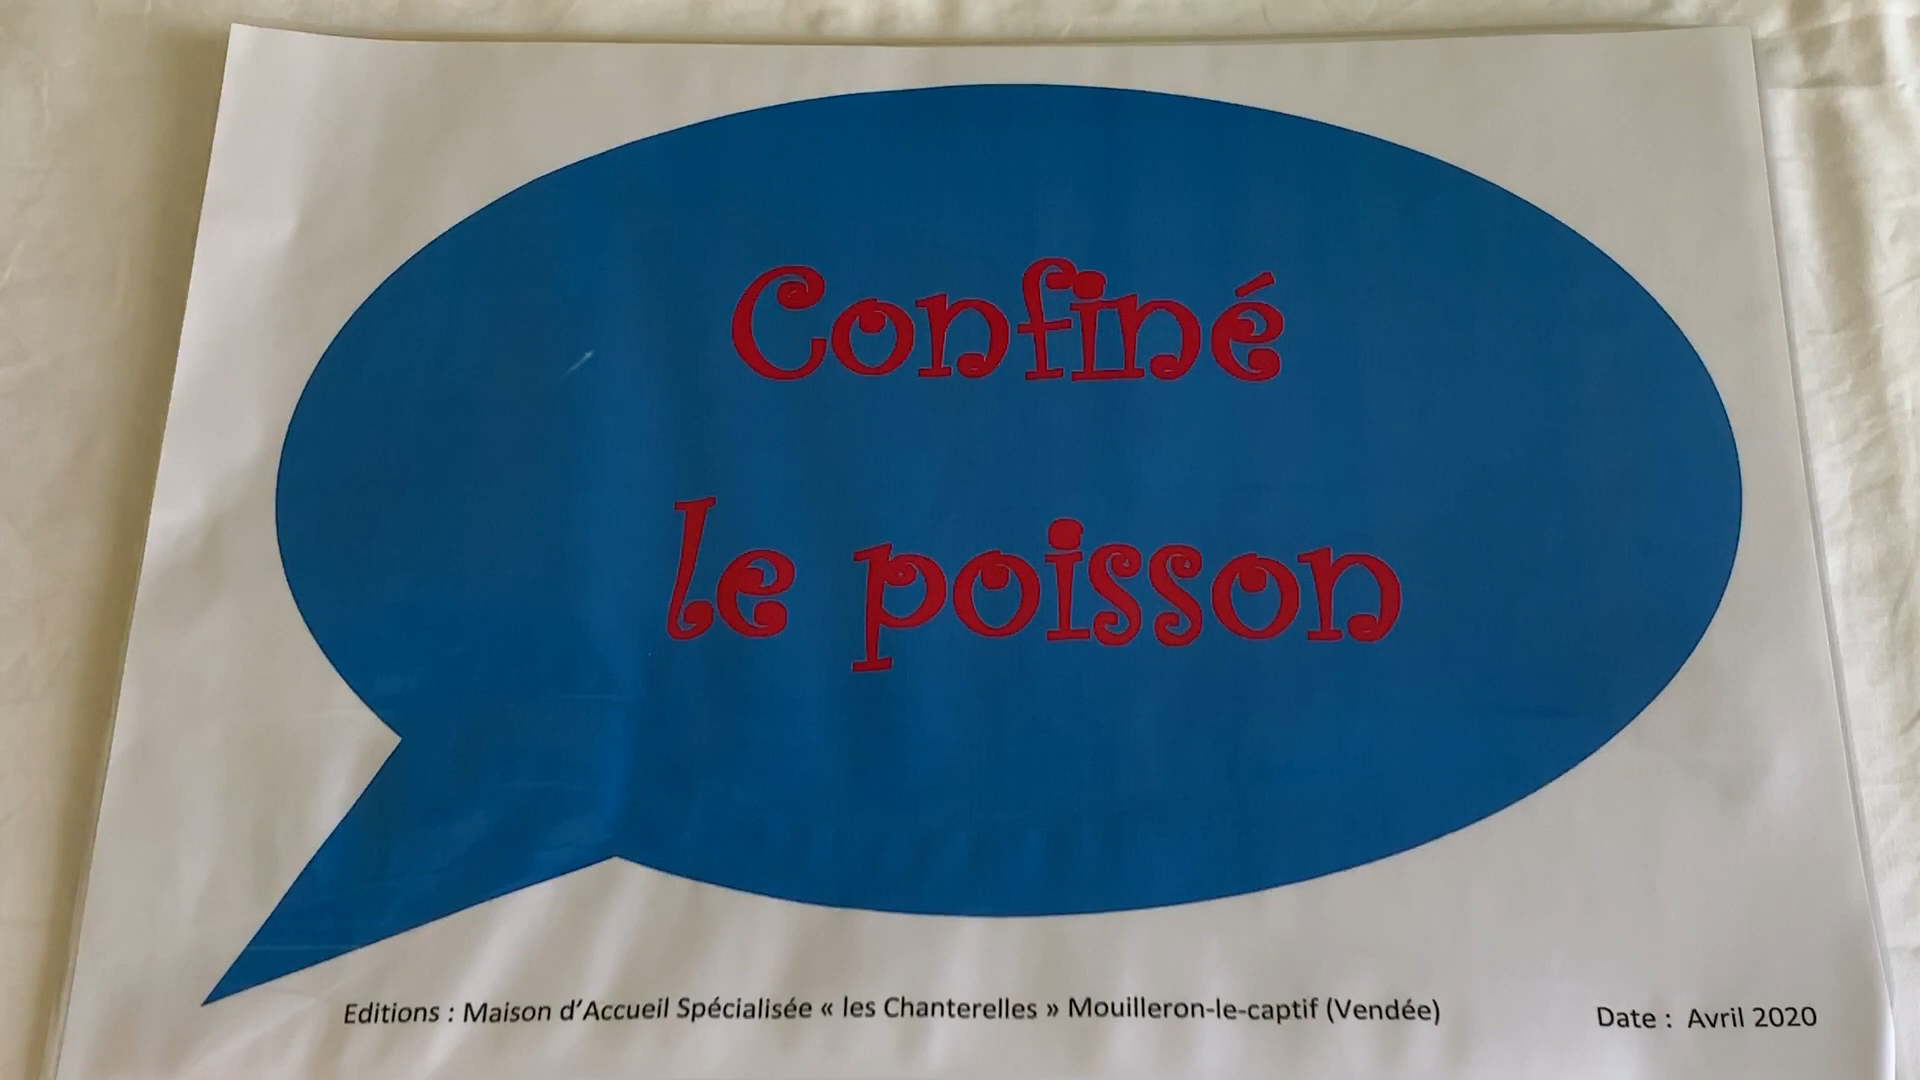 Confiné
le poisson
Editions : Maison d’Accueil Spécialisée « les Chanterelles » Mouilleron-le-captif (Vendée)
Date : Avril 2020